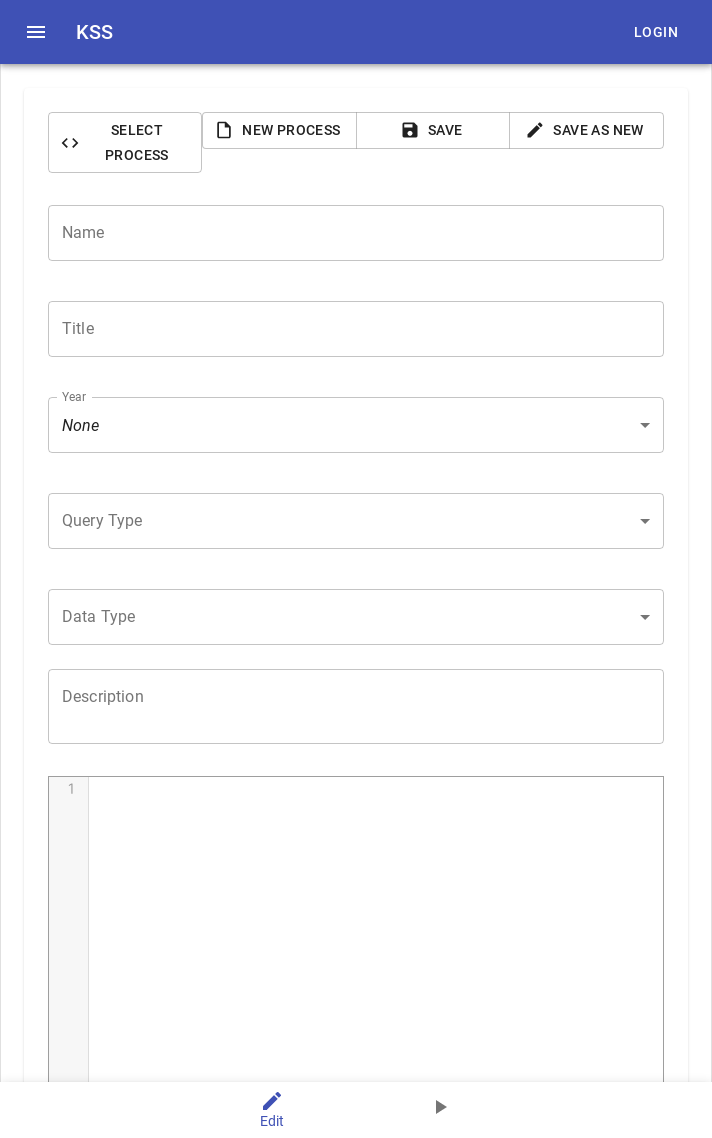 KSS
LOGIN
SELECT
PROCESS
NEW PROCESS
SAVE
SAVE AS NEW
Name
Title
Year
None
Query Type
Data Type
Description
1
Edit